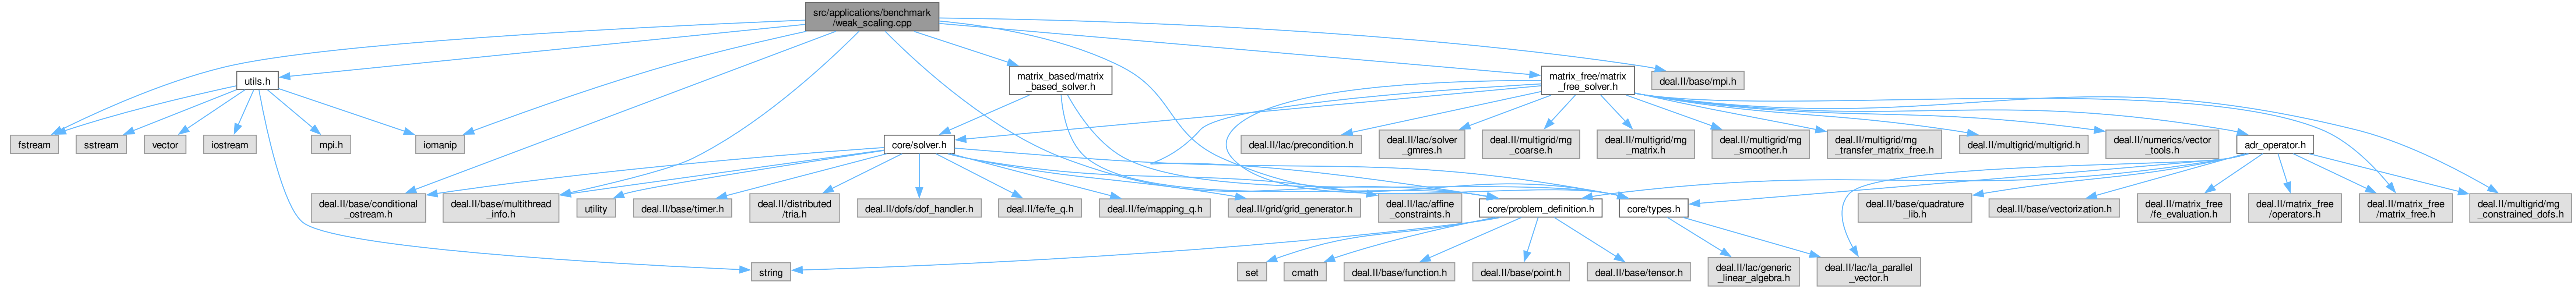 src/applications/benchmark
/weak_scaling.cpp
utils.h
matrix_based/matrix
_based_solver.h
matrix_free/matrix
_free_solver.h
deal.II/base/mpi.h
fstream
sstream
vector
iostream
mpi.h
iomanip
core/solver.h
deal.II/lac/precondition.h
deal.II/lac/solver
_gmres.h
deal.II/multigrid/mg
_coarse.h
deal.II/multigrid/mg
_matrix.h
deal.II/multigrid/mg
_smoother.h
deal.II/multigrid/mg
_transfer_matrix_free.h
deal.II/multigrid/multigrid.h
deal.II/numerics/vector
_tools.h
adr_operator.h
deal.II/base/conditional
_ostream.h
deal.II/base/multithread
_info.h
utility
deal.II/base/timer.h
deal.II/distributed
/tria.h
deal.II/dofs/dof_handler.h
deal.II/fe/fe_q.h
deal.II/fe/mapping_q.h
deal.II/grid/grid_generator.h
deal.II/lac/affine
_constraints.h
core/problem_definition.h
core/types.h
deal.II/base/quadrature
_lib.h
deal.II/base/vectorization.h
deal.II/matrix_free
/fe_evaluation.h
deal.II/matrix_free
/operators.h
deal.II/matrix_free
/matrix_free.h
deal.II/multigrid/mg
_constrained_dofs.h
string
set
cmath
deal.II/base/function.h
deal.II/base/point.h
deal.II/base/tensor.h
deal.II/lac/generic
_linear_algebra.h
deal.II/lac/la_parallel
_vector.h